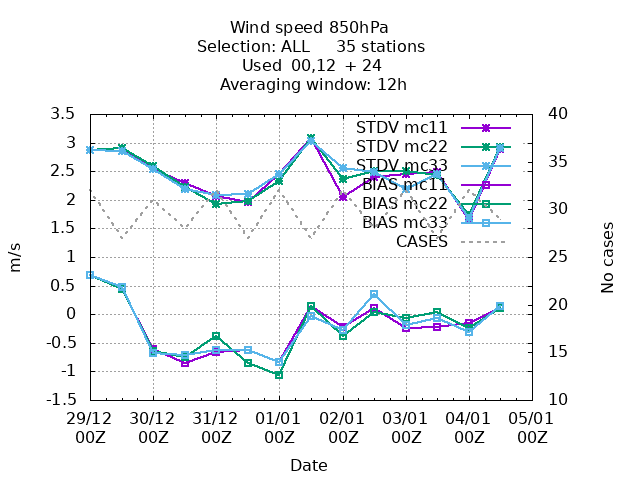 Wind speed 850hPa
Selection: ALL 35 stations
Used 00,12 + 24
Averaging window: 12h
3.5
3
2.5
2
1.5
1
0.5
0
-0.5
-1
-1.5
m/s
40
35
30
25
20
15
10
No cases
STDV mc11
STDV mc22
STDV mc33
BIAS mc11
BIAS mc22
BIAS mc33
CASES
29/12 30/12 31/12 01/01 02/01 03/01 04/01 05/01
00Z 00Z 00Z 00Z 00Z 00Z 00Z 00Z
Date